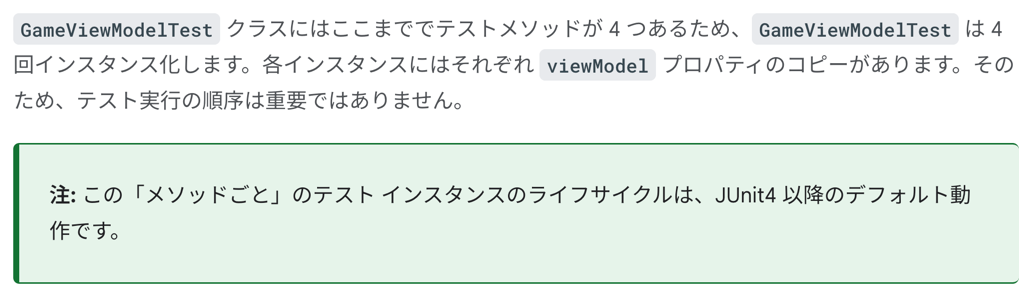 GameViewModelTest クラスにはここまででテストメソッドが 4 つあるため、GameViewModelTest は 4
回インスタンス化します。各インスタンスにはそれぞれ viewModel プロパティのコピーがあります。その
ため、テスト実行の順序は重要ではありません。
注: この「メソッドごと」のテスト インスタンスのライフサイクルは、JUnit4 以降のデフォルト動
作です。